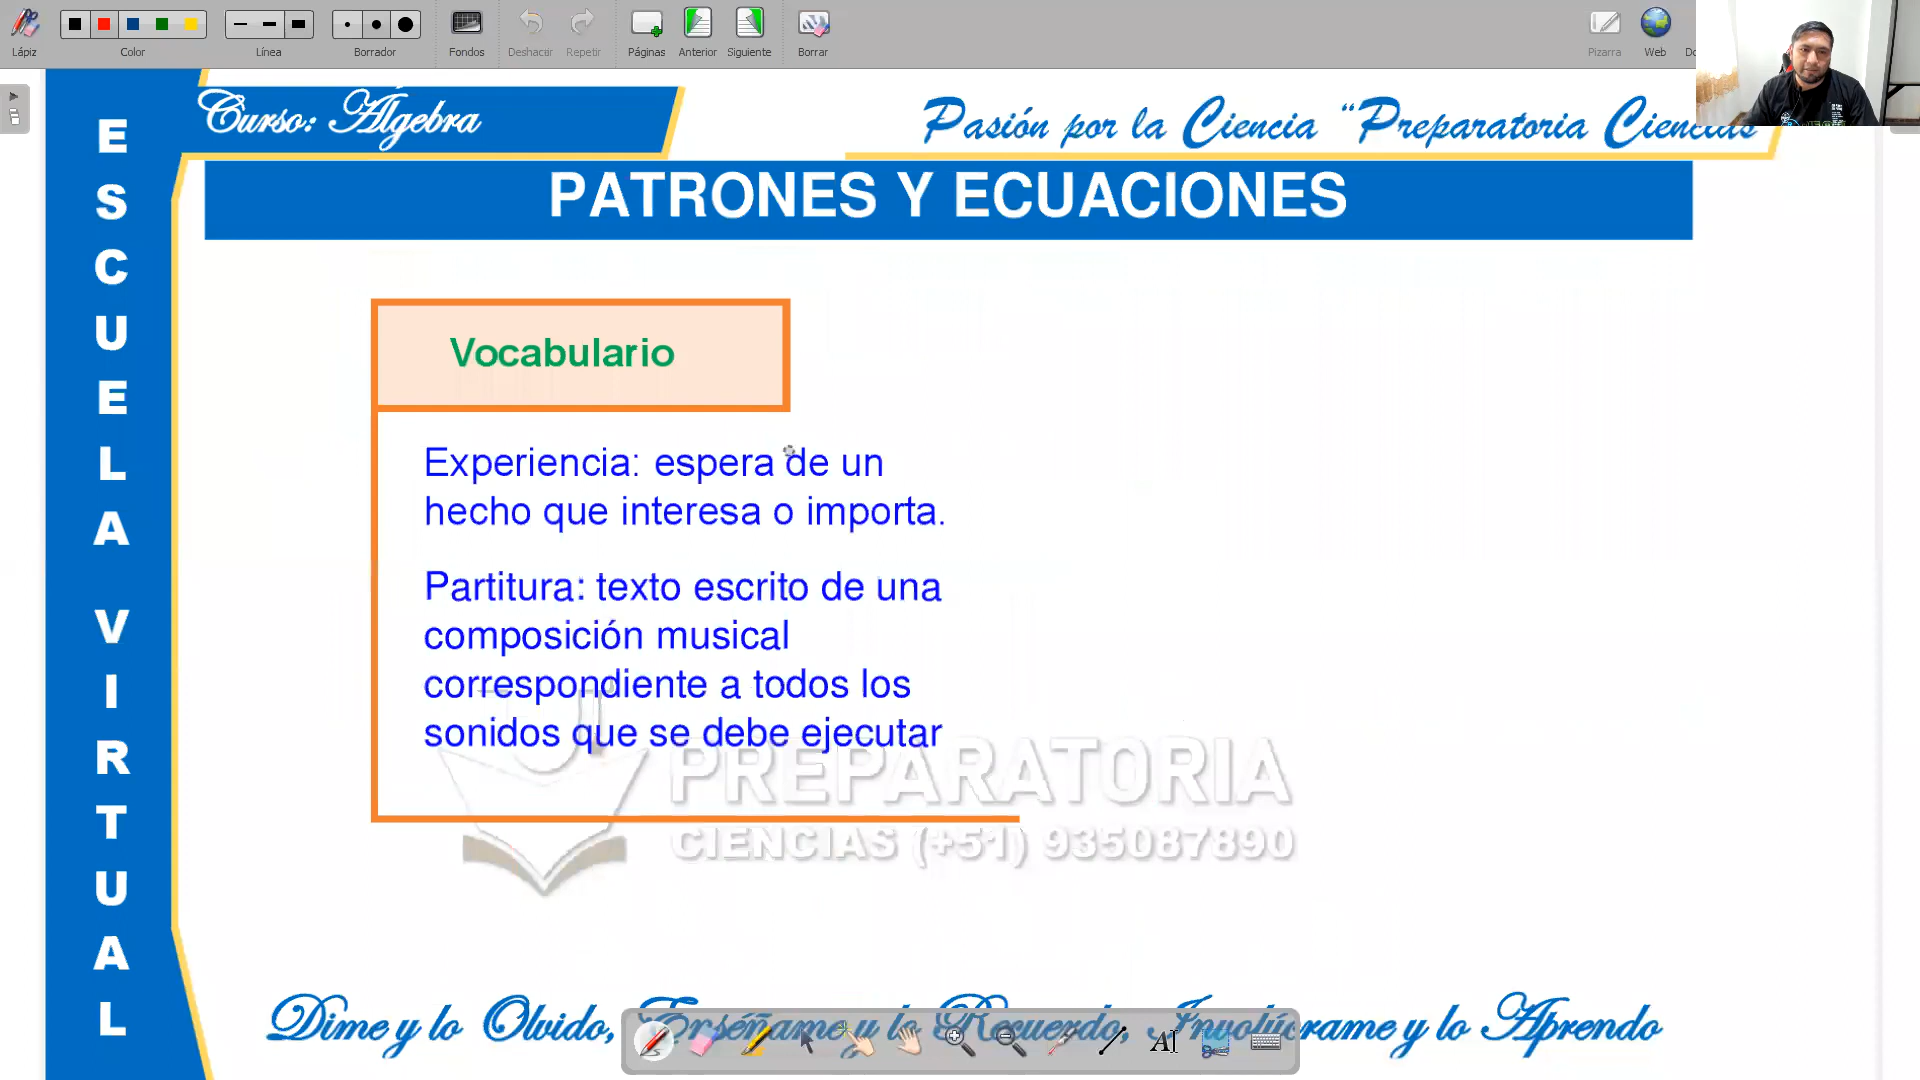 Lápiz
Color
Línea
Borrador
Fondos
Deshacer
Repetir
Páginas
Anterior
Siguiente
Borrar
Pizarra
Web
Curso: Álgebra
Pasión por la Ciencia “Preparatoria Ciencias
PATRONES Y ECUACIONES
ESCUELA VIRTUAL
Vocabulario
Experiencia: espera de un
hecho que interesa o importa.
Partitura: texto escrito de una
composición musical
correspondiente a todos los
sonidos que se debe ejecutar
PREPARATORIA
CIENCIAS (+51) 935087890
Dime y lo Olvido, Enséñame y lo Recuerdo, Involúcrame y lo Aprendo